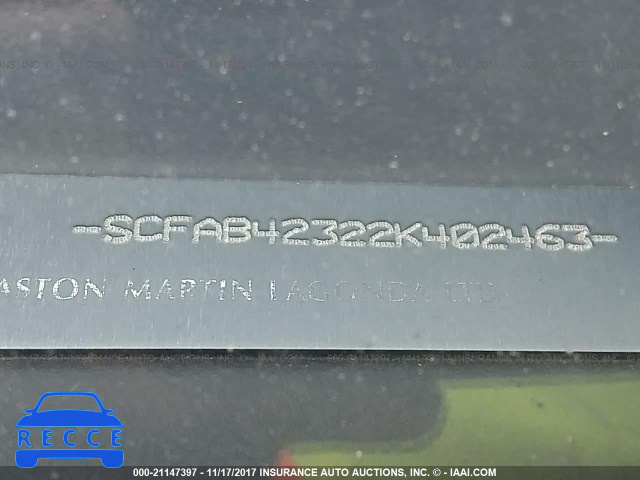 -SCFAB42322K402463-
ASTON MARTIN LAGONDA LTD
RECCE
000-21147397 - 11/17/2017 INSURANCE AUTO AUCTIONS, INC. - © IAAI.COM